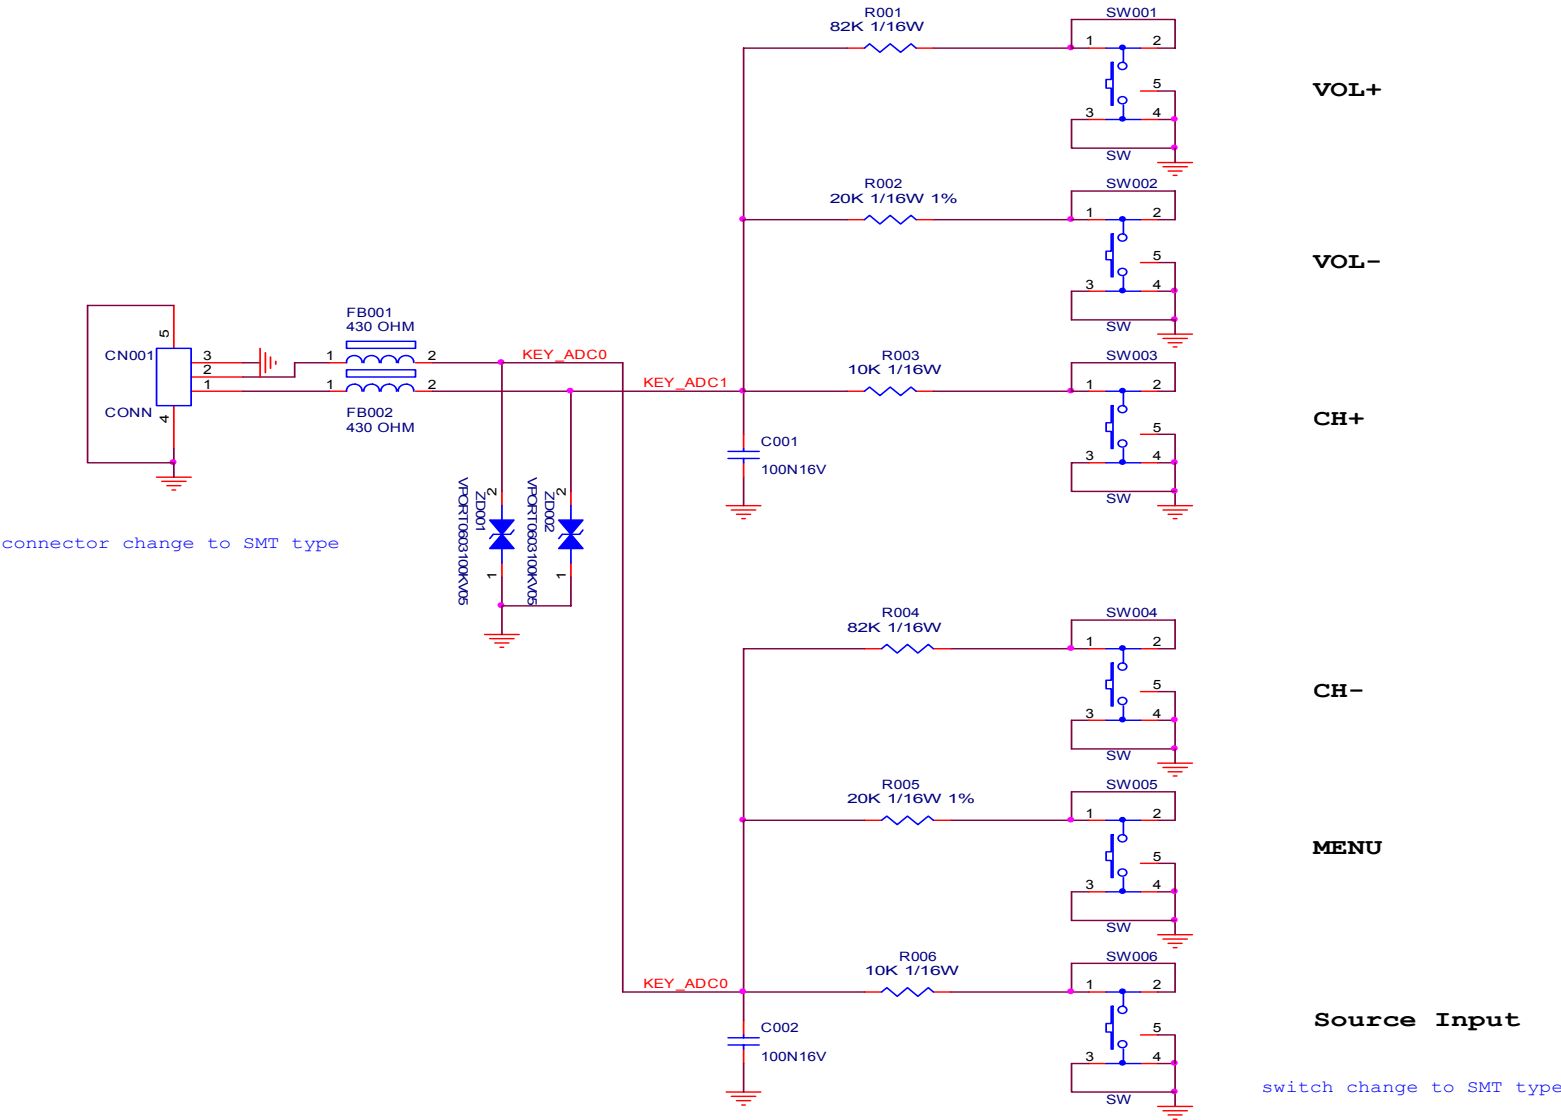 R001
82K 1/16W
SW001
1
2
5
3
4
SW
VOL+
R002
20K 1/16W 1%
SW002
1
2
5
3
4
SW
VOL-
FB001
430 OHM
5
CN001
3
2
1
CONN
4
1
2
1
2
FB002
430 OHM
KEY_ADC0
KEY_ADC1
R003
10K 1/16W
SW003
1
2
5
3
4
SW
CH+
C001
100N16V
2
ZD001
VPORT0603100KV05
1
2
ZD002
VPORT0603100KV05
1
connector change to SMT type
R004
82K 1/16W
SW004
1
2
5
3
4
SW
CH-
R005
20K 1/16W 1%
SW005
1
2
5
3
4
SW
MENU
KEY_ADC0
R006
10K 1/16W
SW006
1
2
5
3
4
SW
Source Input
C002
100N16V
switch change to SMT type